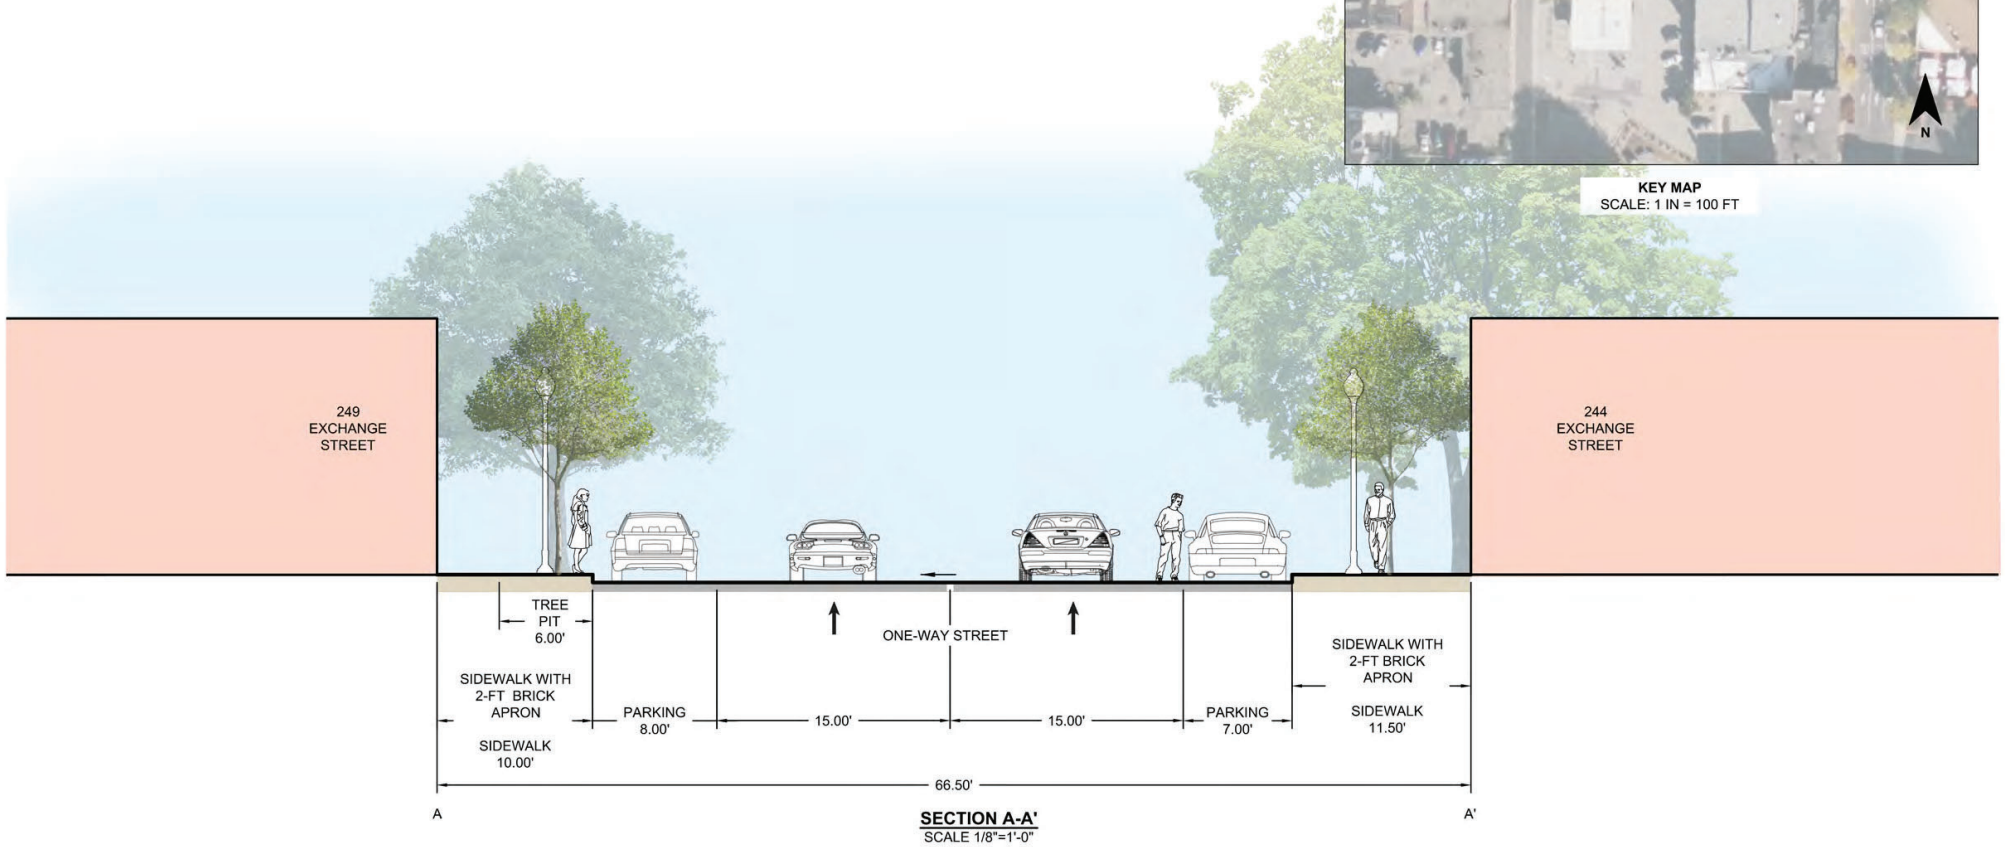 N
KEY MAP
SCALE: 1 IN = 100 FT
249
EXCHANGE
STREET
244
EXCHANGE
STREET
TREE
PIT
6.00'
ONE-WAY STREET
SIDEWALK WITH
2-FT BRICK
APRON
SIDEWALK
10.00'
PARKING
8.00'
15.00'
15.00'
PARKING
7.00'
SIDEWALK WITH
2-FT BRICK
APRON
SIDEWALK
11.50'
66.50'
A
A'
SECTION A-A'
SCALE 1/8"=1'-0"